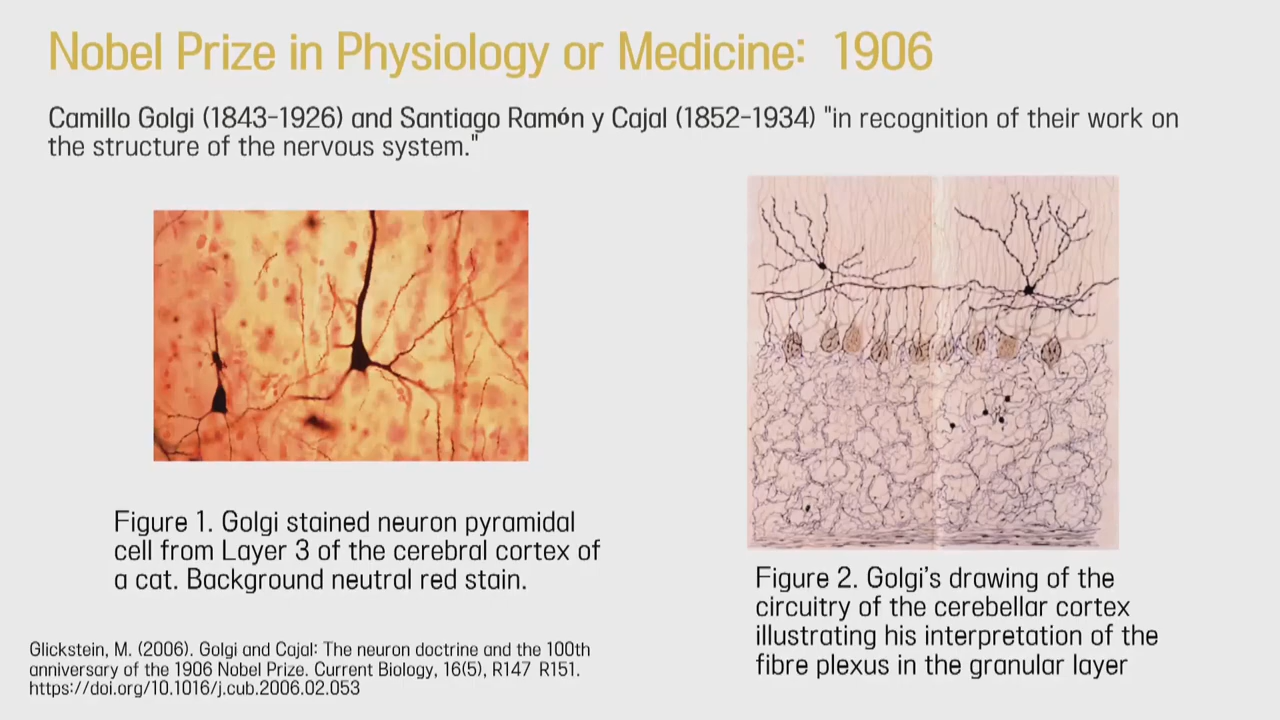 Nobel Prize in Physiology or Medicine: 1906
Camillo Golgi (1843-1926) and Santiago Ramón y Cajal (1852-1934) "in recognition of their work on
the structure of the nervous system."
Figure 1. Golgi stained neuron pyramidal
cell from Layer 3 of the cerebral cortex of
a cat. Background neutral red stain.
Figure 2. Golgi's drawing of the
circuitry of the cerebellar cortex
illustrating his interpretation of the
fibre plexus in the granular layer
Glickstein, M. (2006). Golgi and Cajal: The neuron doctrine and the 100th
anniversary of the 1906 Nobel Prize. Current Biology, 16(5), R147 R151.
https://doi.org/10.1016/j.cub.2006.02.053